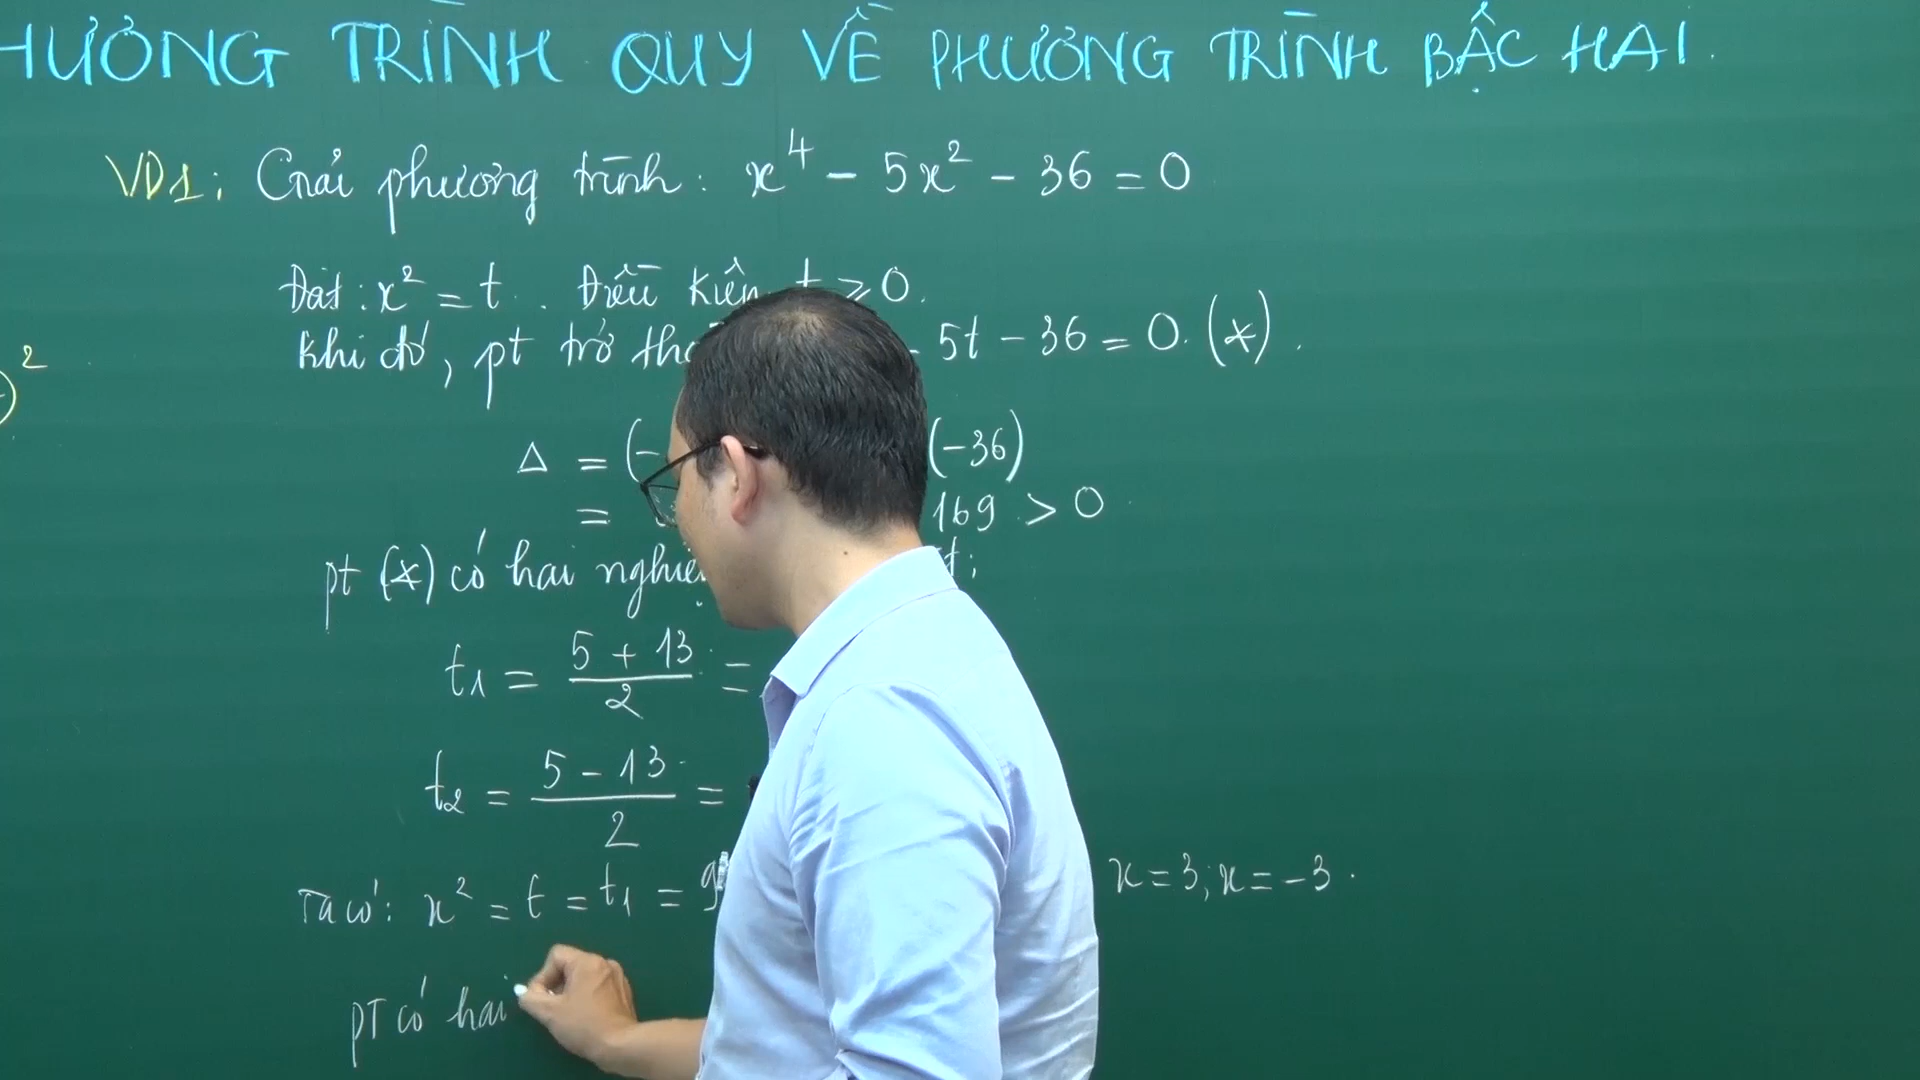 HƯƠNG TRÌNH QUY VỀ PHƯƠNG TRÌNH BẬC HAI.
VD1: Giải phương trình: x⁴ - 5x² - 36 = 0
Đặt: x² = t. Điều kiện t ≥ 0.
Khi đó, pt trở - 5t - 36 = 0. (*).
2
Δ = (- (-36)
= 169 > 0
pt (*) có hai :
t₁ = (5 + 13)/2 =
t₂ = (5 - 13)/2 =
Ta có: x² = t = t₁ = 9 x = 3; x = -3.
PT có hai